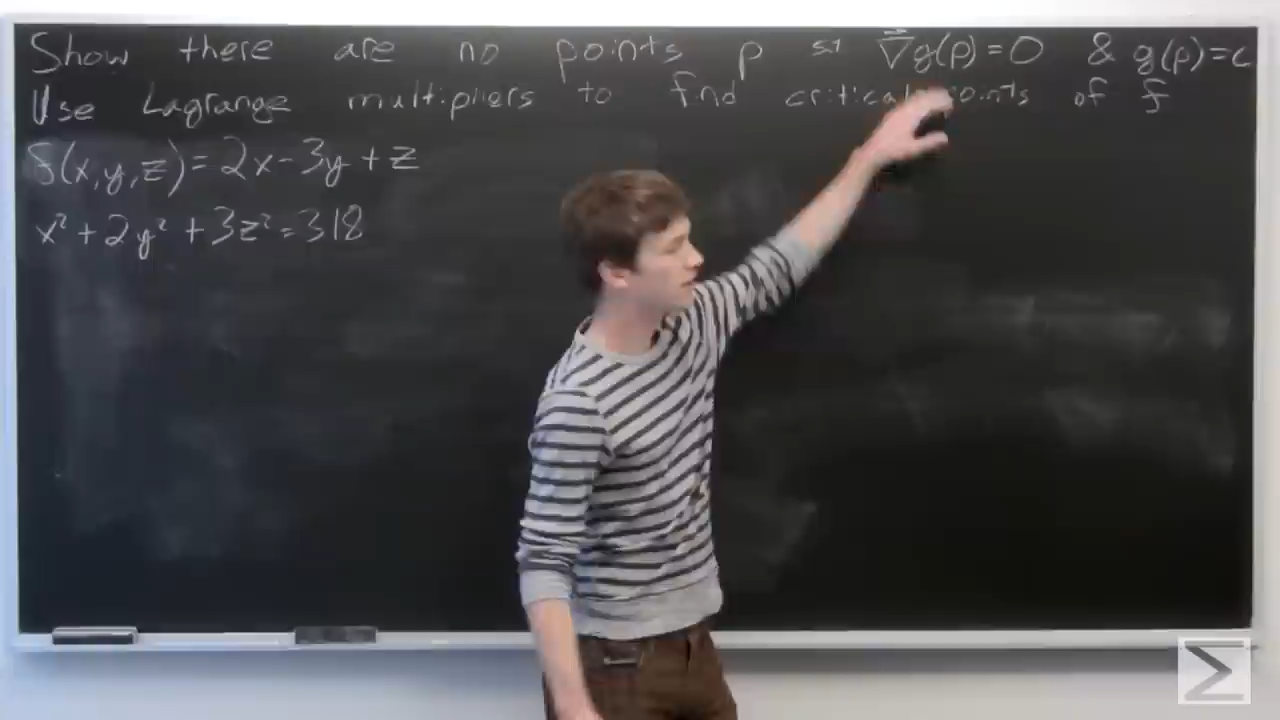 Show there are no points p st ∇⃗g(p)=0 & g(p)=c
Use Lagrange multipliers to find critical points of f
f(x,y,z)=2x-3y+z
x²+2y²+3z²=318
Σ